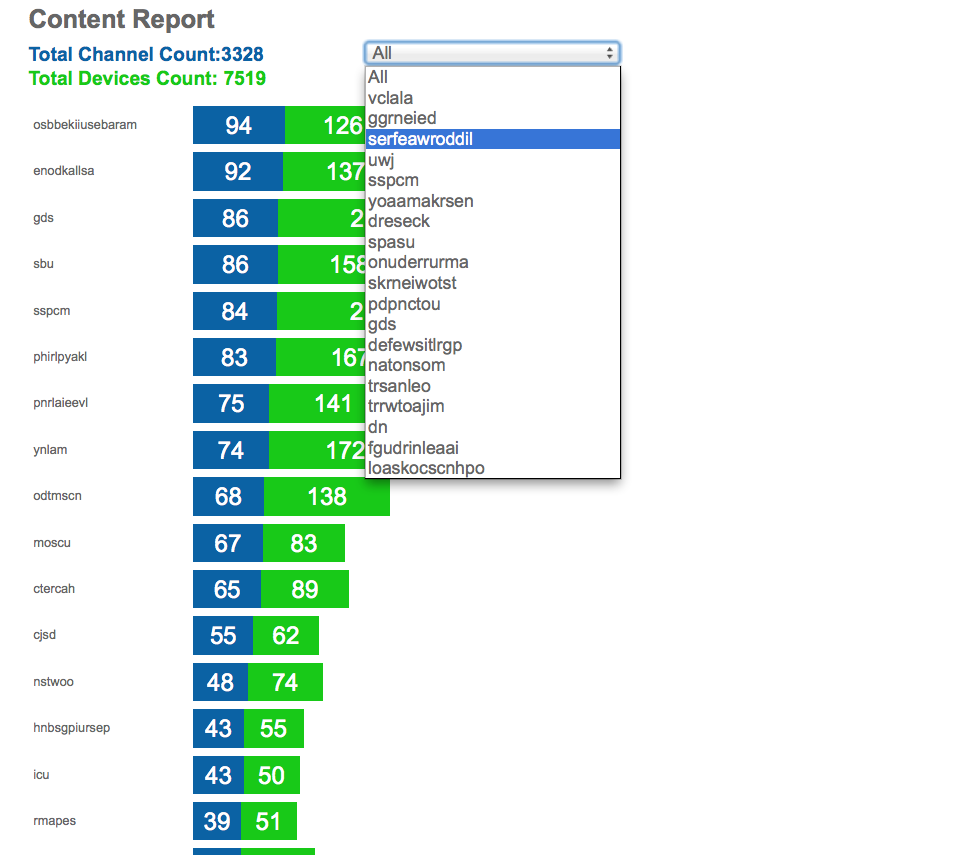 Content Report
Total Channel Count:3328
Total Devices Count: 7519
All
All
vclala
ggrneied
serfeawroddil
uwj
sspcm
yoaamakrsen
dreseck
spasu
onuderrurma
skrneiwotst
pdpnctou
gds
defewsitlrgp
natonsom
trsanleo
trrwtoajim
dn
fgudrinleaai
loaskocscnhpo
osbbekiiusebaram 94 126
enodkallsa 92 137
gds 86
sbu 86 158
sspcm 84
phirlpyakl 83 167
pnrlaieevl 75 141
ynlam 74 172
odtmscn 68 138
moscu 67 83
ctercah 65 89
cjsd 55 62
nstwoo 48 74
hnbsgpiursep 43 55
icu 43 50
rmapes 39 51